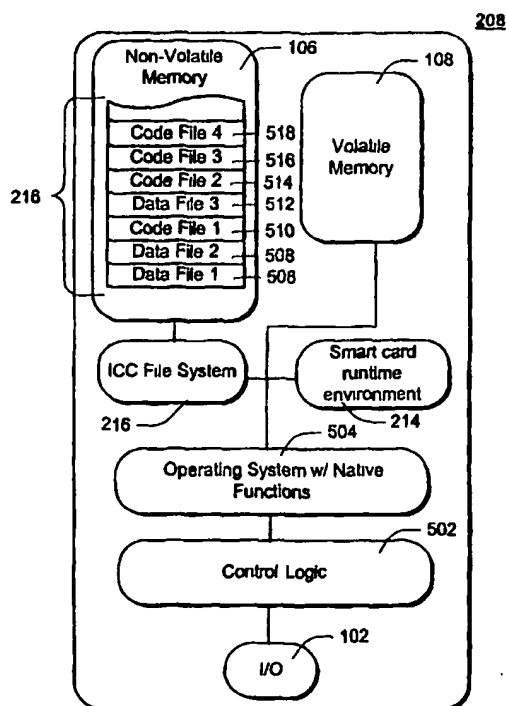 208
Non-Volatile
Memory
106
108
Code File 4
518
Code File 3
516
Code File 2
514
Data File 3
512
Code File 1
510
Data File 2
508
Data File 1
508
216
Volatile
Memory
ICC File System
216
Smart card
runtime
environment
214
504
Operating System w/ Native
Functions
502
Control Logic
102
I/O